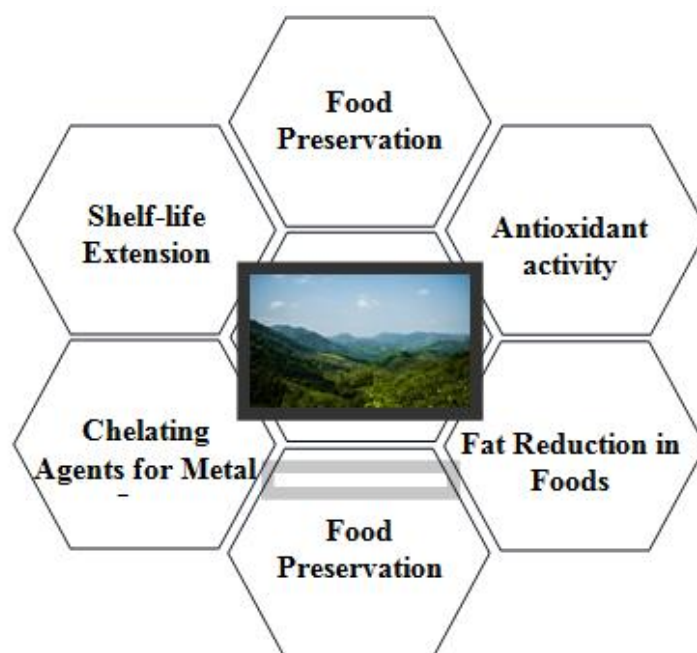 Food
Preservation
Shelf-life
Extension
Antioxidant
activity
Chelating
Agents for Metal
Fat Reduction in
Foods
Food
Preservation